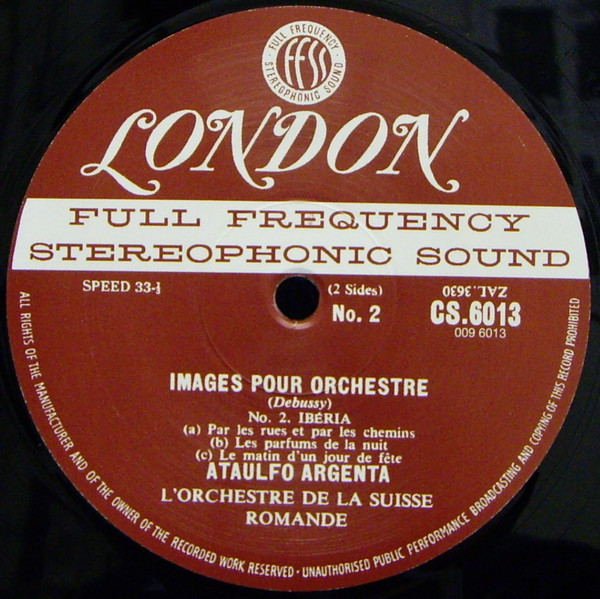 FULL FREQUENCY
FFSS
STEREOPHONIC SOUND
LONDON
FULL FREQUENCY
STEREOPHONIC SOUND
SPEED 33-⅓
(2 Sides)
ZAL.3630
No. 2
CS.6013
009 6013
IMAGES POUR ORCHESTRE
(Debussy)
No. 2. IBÉRIA
(a) Par les rues et par les chemins
(b) Les parfums de la nuit
(c) Le matin d'un jour de fête
ATAULFO ARGENTA
L'ORCHESTRE DE LA SUISSE
ROMANDE
ALL RIGHTS OF THE MANUFACTURER AND OF THE OWNER OF THE RECORDED WORK RESERVED · UNAUTHORISED PUBLIC PERFORMANCE BROADCASTING AND COPYING OF THIS RECORD PROHIBITED